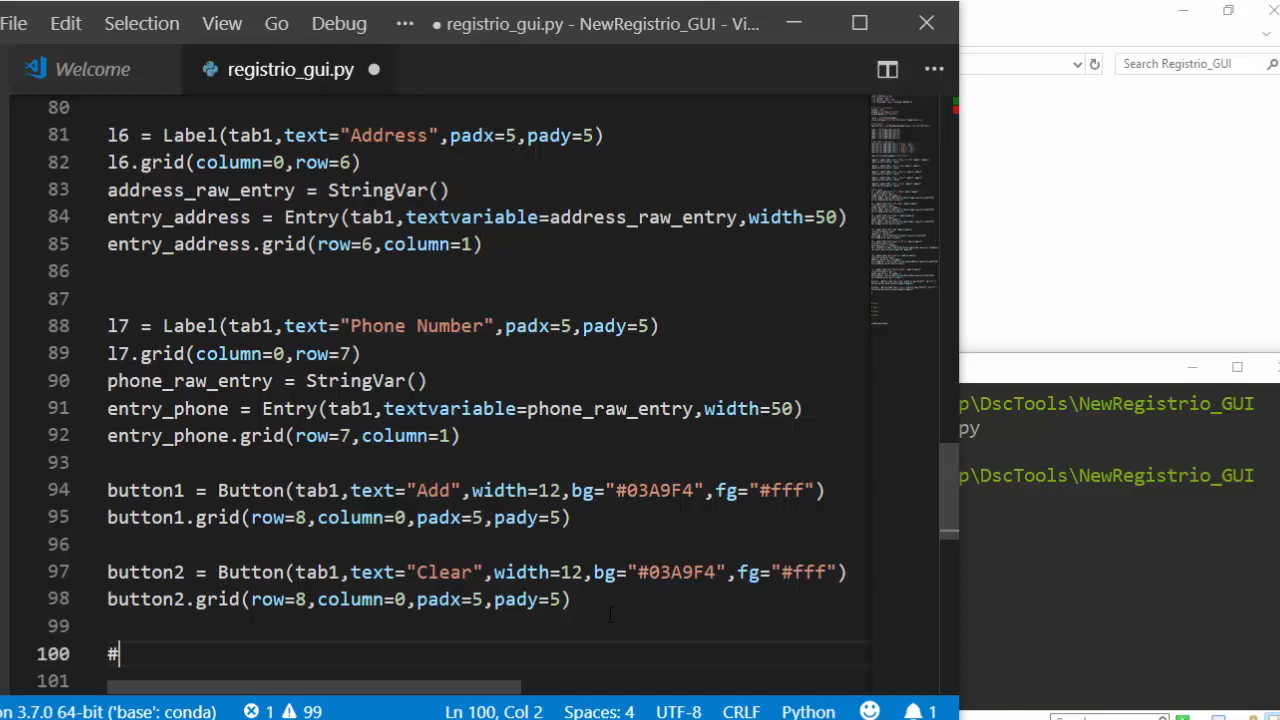 File Edit Selection View Go Debug ••• ● registrio_gui.py - NewRegistrio_GUI - Vi...
Welcome registrio_gui.py
Search Registrio_GUI
80
81 l6 = Label(tab1,text="Address",padx=5,pady=5)
82 l6.grid(column=0,row=6)
83 address_raw_entry = StringVar()
84 entry_address = Entry(tab1,textvariable=address_raw_entry,width=50)
85 entry_address.grid(row=6,column=1)
86
87
88 l7 = Label(tab1,text="Phone Number",padx=5,pady=5)
89 l7.grid(column=0,row=7)
90 phone_raw_entry = StringVar()
91 entry_phone = Entry(tab1,textvariable=phone_raw_entry,width=50)
92 entry_phone.grid(row=7,column=1)
93
94 button1 = Button(tab1,text="Add",width=12,bg="#03A9F4",fg="#fff")
95 button1.grid(row=8,column=0,padx=5,pady=5)
96
97 button2 = Button(tab1,text="Clear",width=12,bg="#03A9F4",fg="#fff")
98 button2.grid(row=8,column=0,padx=5,pady=5)
99
100 #
101
p\DscTools\NewRegistrio_GUI
py
p\DscTools\NewRegistrio_GUI
on 3.7.0 64-bit ('base': conda) 1 99 Ln 100, Col 2 Spaces: 4 UTF-8 CRLF Python 1